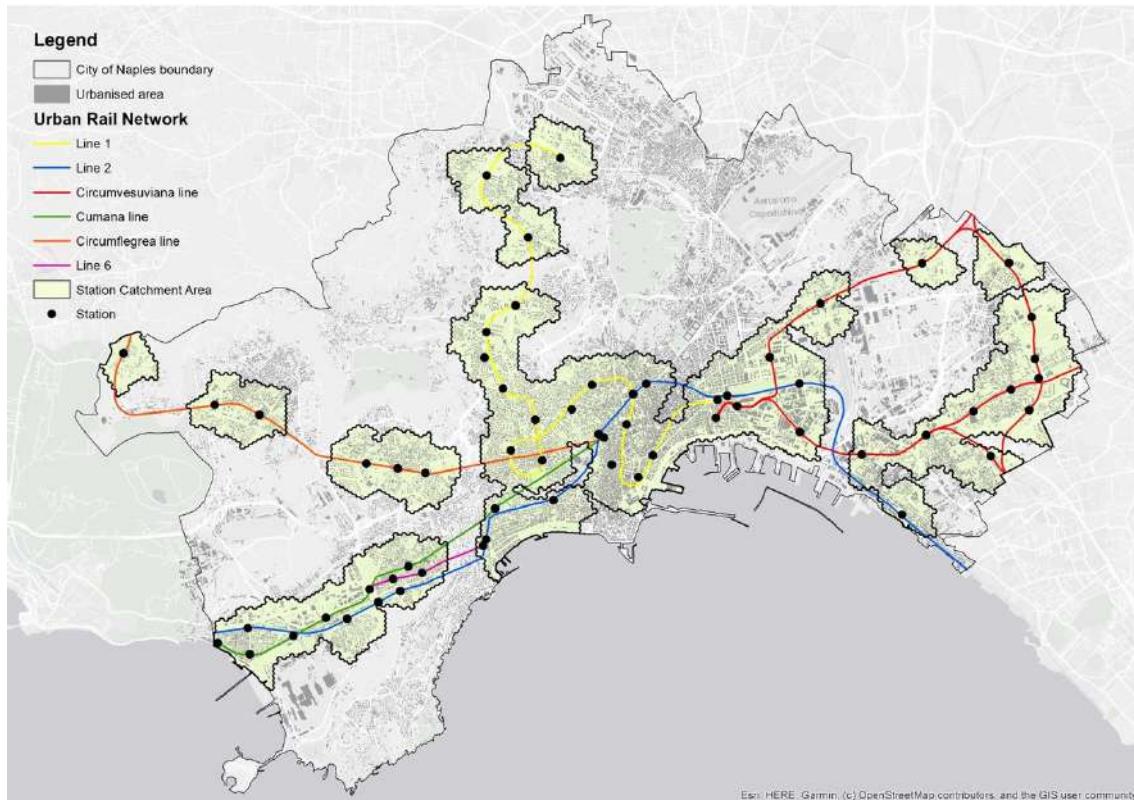 Legend
City of Naples boundary
Urbanised area
Urban Rail Network
Line 1
Line 2
Circumvesuviana line
Cumana line
Circumflegrea line
Line 6
Station Catchment Area
Station
Aeroporto
Capodichino
Esri, HERE, Garmin, (c) OpenStreetMap contributors, and the GIS user community